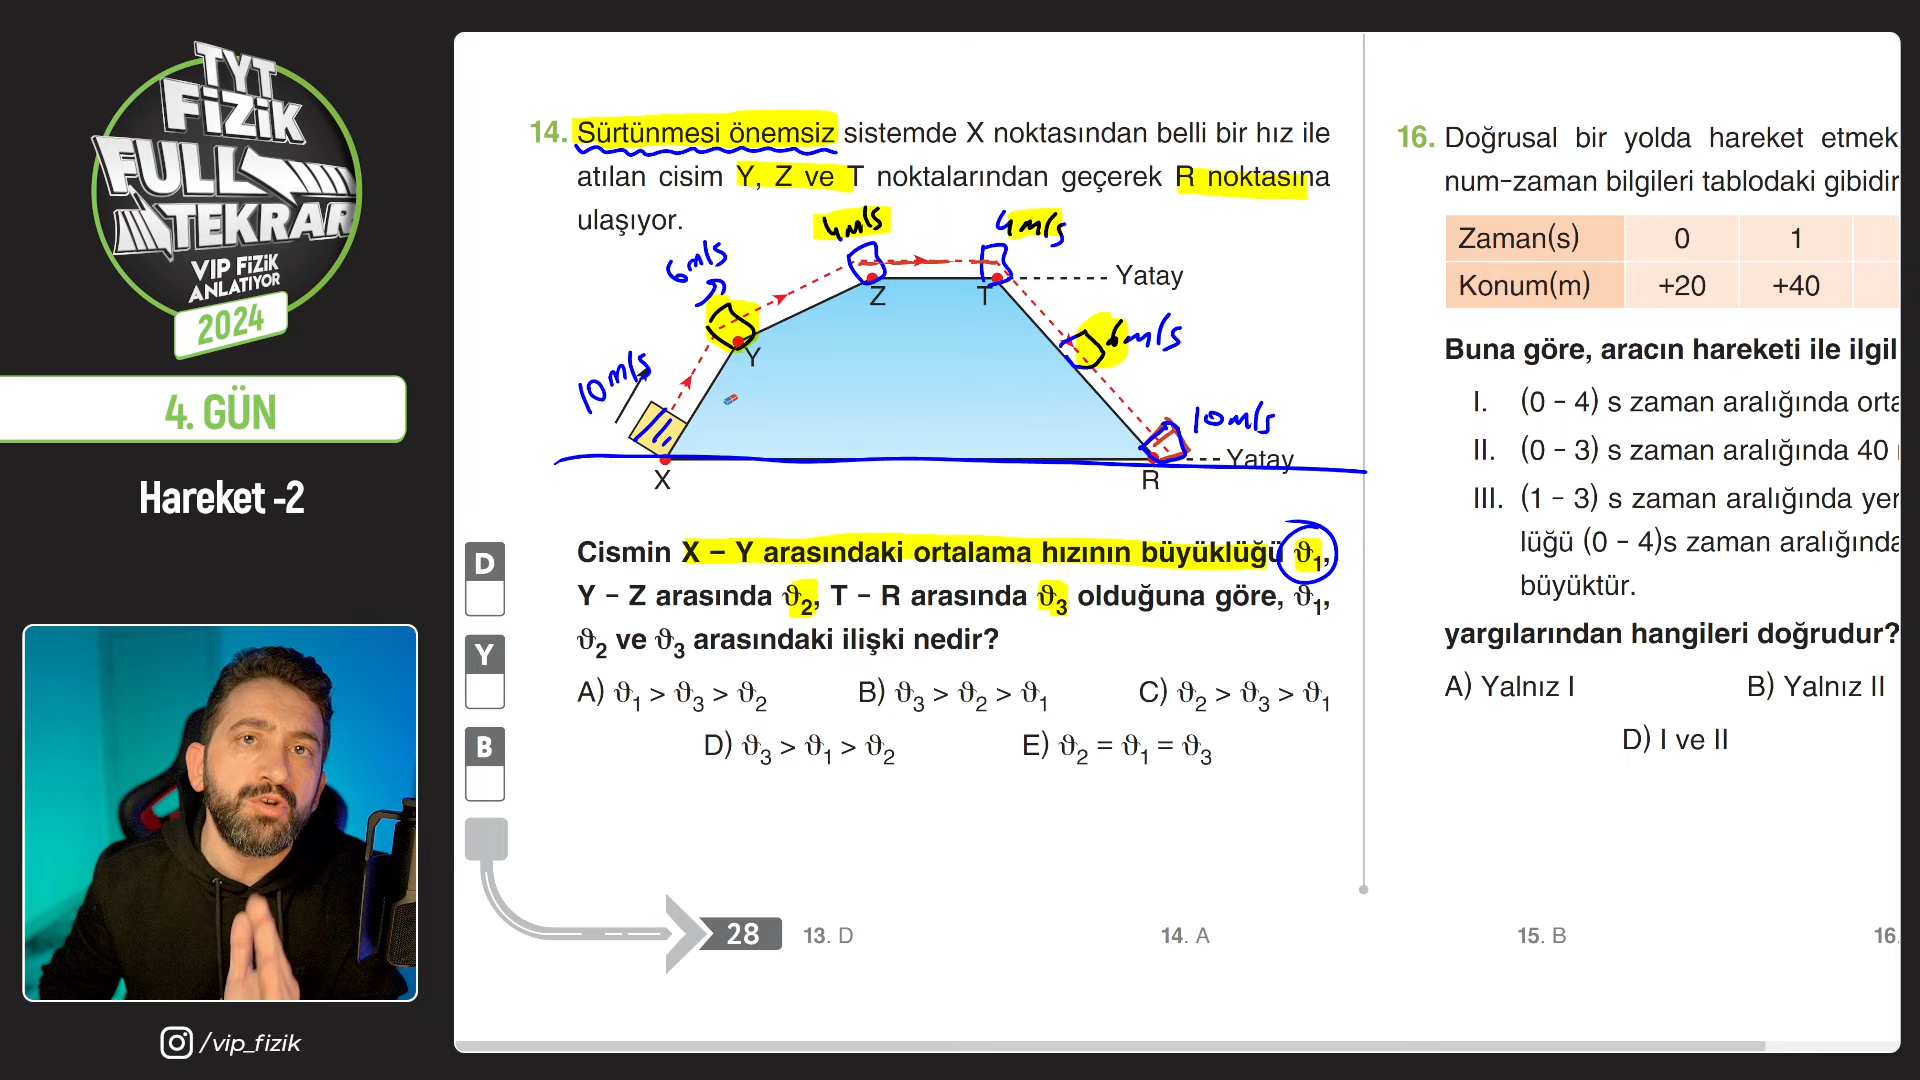 TYT
FiZiK
FULL
TEKRAR
VIP FiZiK
ANLATIYOR
2024
4. GÜN
Hareket -2
/vip_fizik
14. Sürtünmesi önemsiz sistemde X noktasından belli bir hız ile
atılan cisim Y, Z ve T noktalarından geçerek R noktasına
ulaşıyor.
4m/s
4m/s
6m/s
Yatay
Z
T
6m/s
Y
10m/s
10m/s
Yatay
X
R
Cismin X – Y arasındaki ortalama hızının büyüklüğü ϑ1,
Y – Z arasında ϑ2, T – R arasında ϑ3 olduğuna göre, ϑ1,
ϑ2 ve ϑ3 arasındaki ilişki nedir?
A) ϑ1 > ϑ3 > ϑ2 B) ϑ3 > ϑ2 > ϑ1 C) ϑ2 > ϑ3 > ϑ1
D) ϑ3 > ϑ1 > ϑ2 E) ϑ2 = ϑ1 = ϑ3
D
Y
B
28 13. D 14. A 15. B 16.
16. Doğrusal bir yolda hareket etmek
num-zaman bilgileri tablodaki gibidir
Zaman(s) 0 1
Konum(m) +20 +40
Buna göre, aracın hareketi ile ilgil
I. (0 – 4) s zaman aralığında orta
II. (0 – 3) s zaman aralığında 40
III. (1 – 3) s zaman aralığında yer
lüğü (0 – 4)s zaman aralığında
büyüktür.
yargılarından hangileri doğrudur?
A) Yalnız I B) Yalnız II
D) I ve II